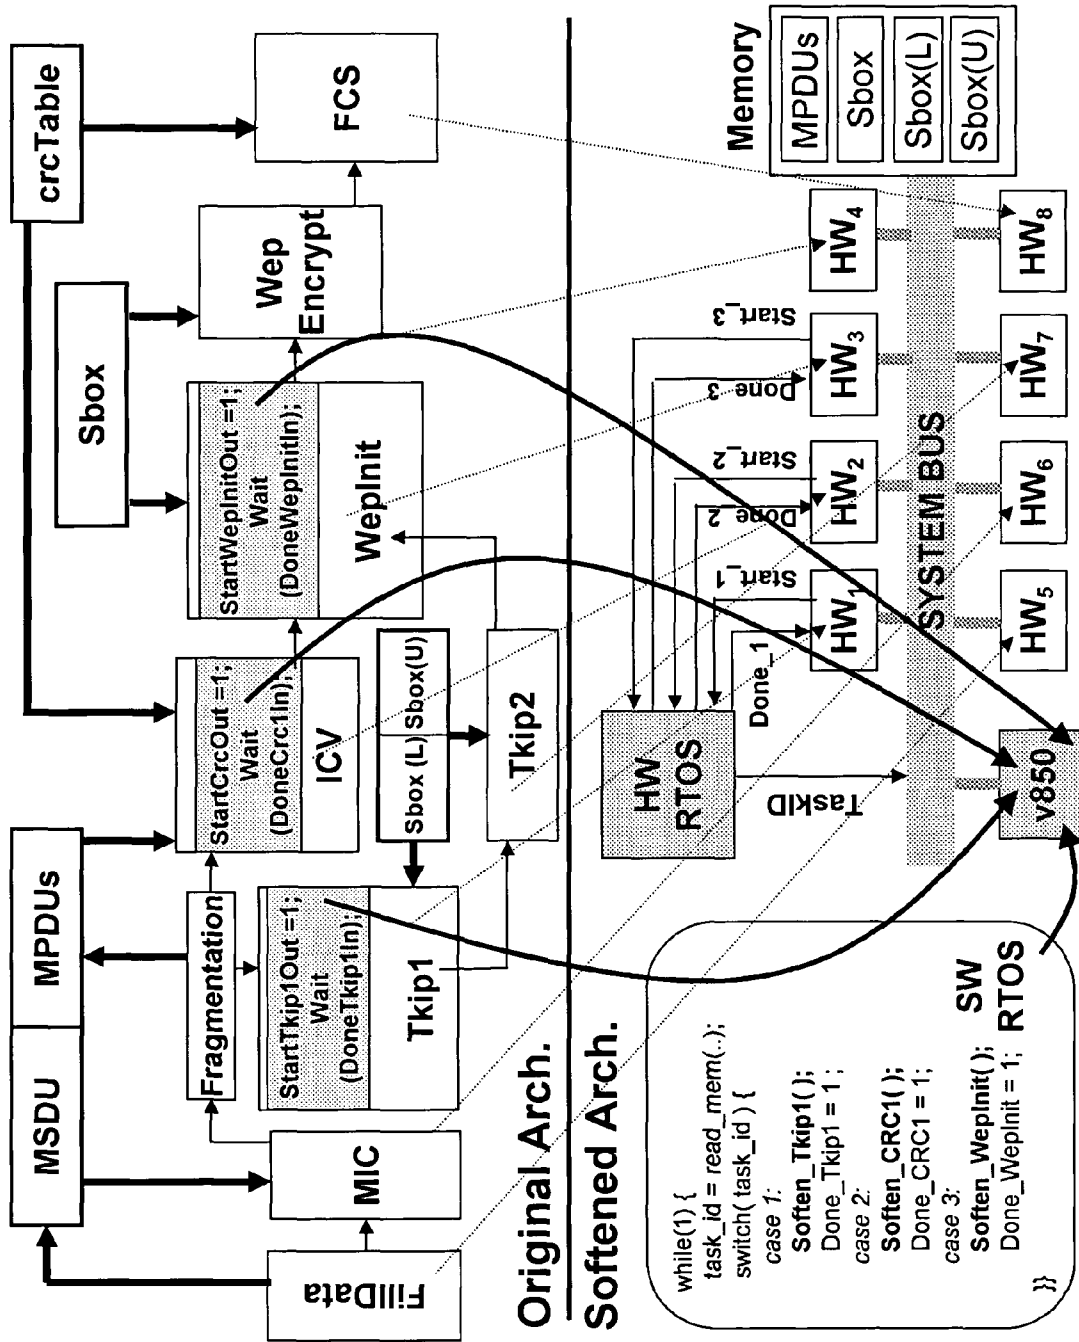 MSDU
MPDUs
crcTable
Sbox
FillData
MIC
Fragmentation
StartTkip1Out =1;
Wait
(DoneTkip1In);
Tkip1
StartCrcOut =1;
Wait
(DoneCrc1In);
ICV
Sbox (L)
Sbox(U)
Tkip2
StartWepInitOut =1;
Wait
(DoneWepInitIn);
WepInit
Wep
Encrypt
FCS
Original Arch.
Softened Arch.
while(1) {
task_id = read_mem(..);
switch( task_id ) {
case 1:
Soften_Tkip1( );
Done_Tkip1 = 1 ;
case 2:
Soften_CRC1( );
Done_CRC1 = 1;
case 3:
Soften_WepInit( );
Done_WepInit = 1;
}}
SW
RTOS
HW
RTOS
TaskID
v850
Done_1
Start_1
Done_2
Start_2
Done_3
Start_3
HW1
HW2
HW3
HW4
SYSTEM BUS
HW5
HW6
HW7
HW8
Memory
MPDUs
Sbox
Sbox(L)
Sbox(U)